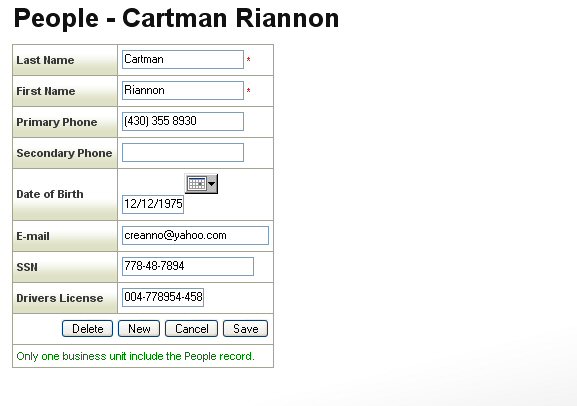 People - Cartman Riannon
Last Name Cartman *
First Name Riannon *
Primary Phone (430) 355 8930
Secondary Phone
Date of Birth 12/12/1975
E-mail creanno@yahoo.com
SSN 778-48-7894
Drivers License 004-778954-458
Delete New Cancel Save
Only one business unit include the People record.